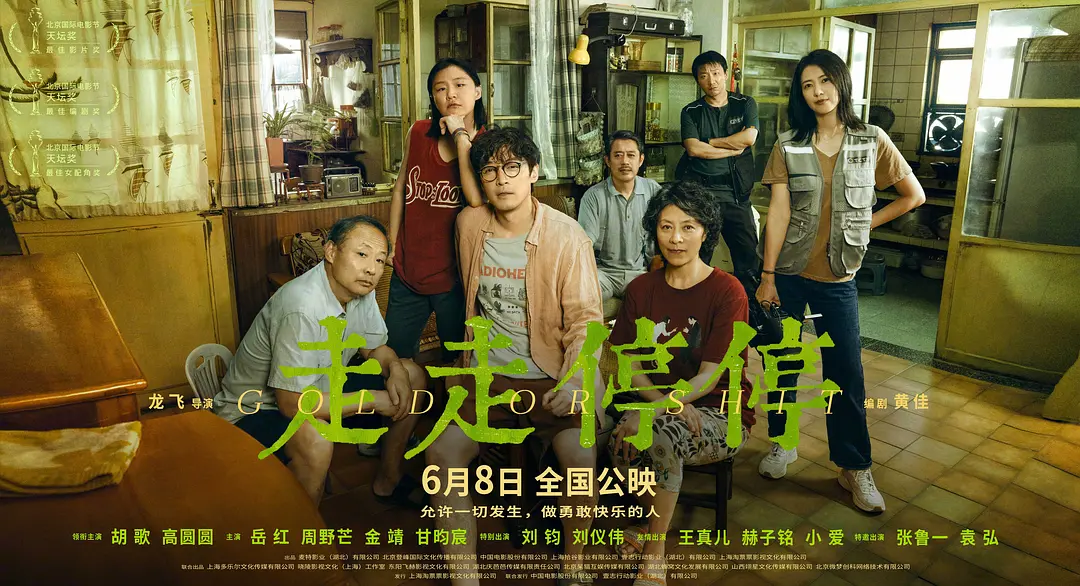 北京国际电影节
天坛奖
最佳影片奖
北京国际电影节
天坛奖
最佳编剧奖
北京国际电影节
天坛奖
最佳女配角奖
走走停停
龙飞 导演
GOLD OR SHIT
编剧 黄佳
6月8日 全国公映
允许一切发生,做勇敢快乐的人
领衔主演 胡歌 高圆圆 主演 岳红 周野芒 金靖 甘昀宸 特别出演 刘钧 刘仪伟 友情出演 王真儿 赫子铭 小爱 特邀出演 张鲁一 袁弘